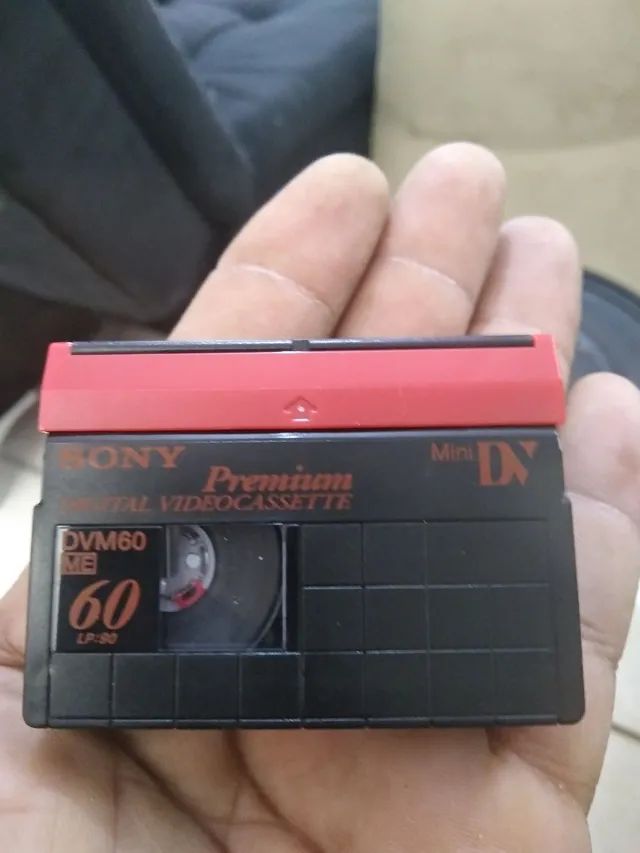 SONY
Premium
Mini DV
DIGITAL VIDEOCASSETTE
DVM60
ME
60
LP:90